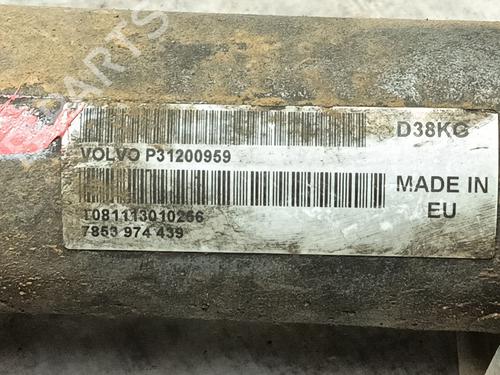 VOLVO P31200959
D38KG
T081113010266
7853 974 439
MADE IN
EU